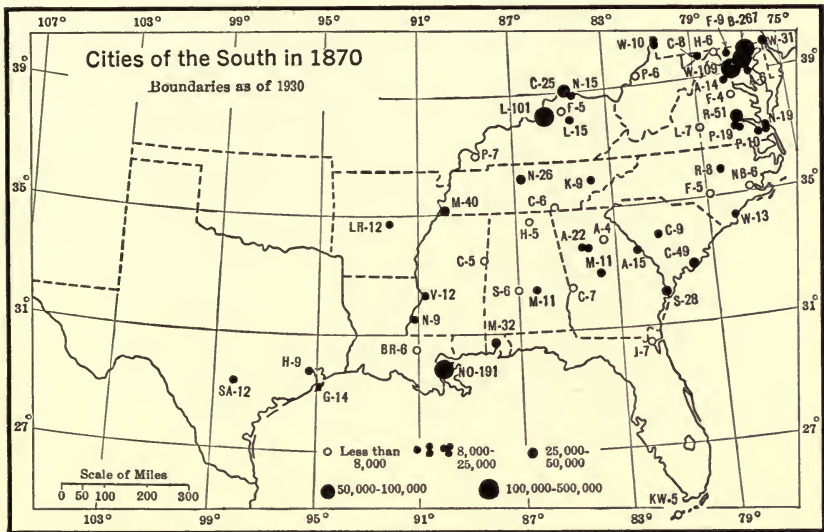 107° 103° 99° 95° 91° 87° 83° 79° 75°
F-9 B-267
W-10 C-8 H-6 W-31
39° 39°
Cities of the South in 1870
Boundaries as of 1930
P-6
W-109
A-14
C-25 N-15
F-5
F-4
L-101
L-15
R-51
N-19
L-7 P-19
P-10
P-7
N-26 K-9
R-8
NB-6
35° 35°
F-5
M-40
C-6
W-13
LR-12
H-5
A-22 A-4
C-9
C-49
C-5
M-11 A-15
V-12
S-6
M-11
C-7
S-28
31° 31°
N-9
M-32
BR-6
J-7
H-9
SA-12
G-14
NO-191
27° 27°
Less than
8,000
8,000-
25,000
25,000-
50,000
Scale of Miles
0 50 100 200 300
50,000-100,000
100,000-500,000
KW-5
103° 99° 95° 91° 87° 83° 79°